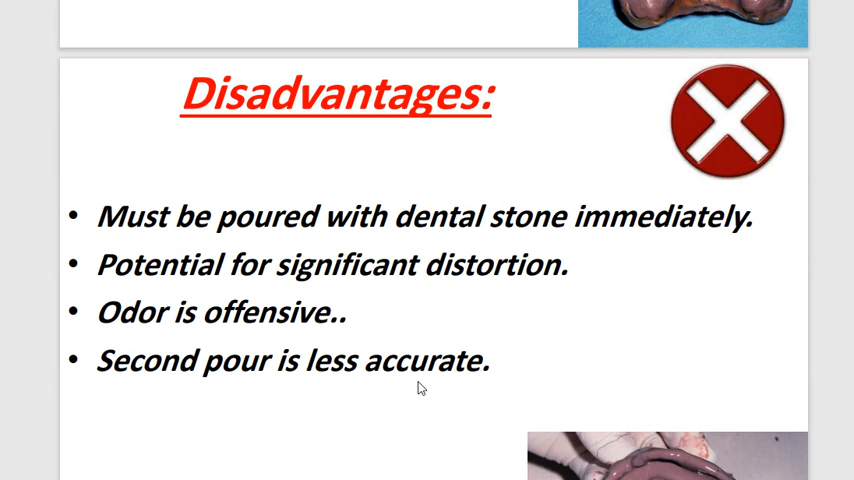 Disadvantages:
• Must be poured with dental stone immediately.
• Potential for significant distortion.
• Odor is offensive..
• Second pour is less accurate.